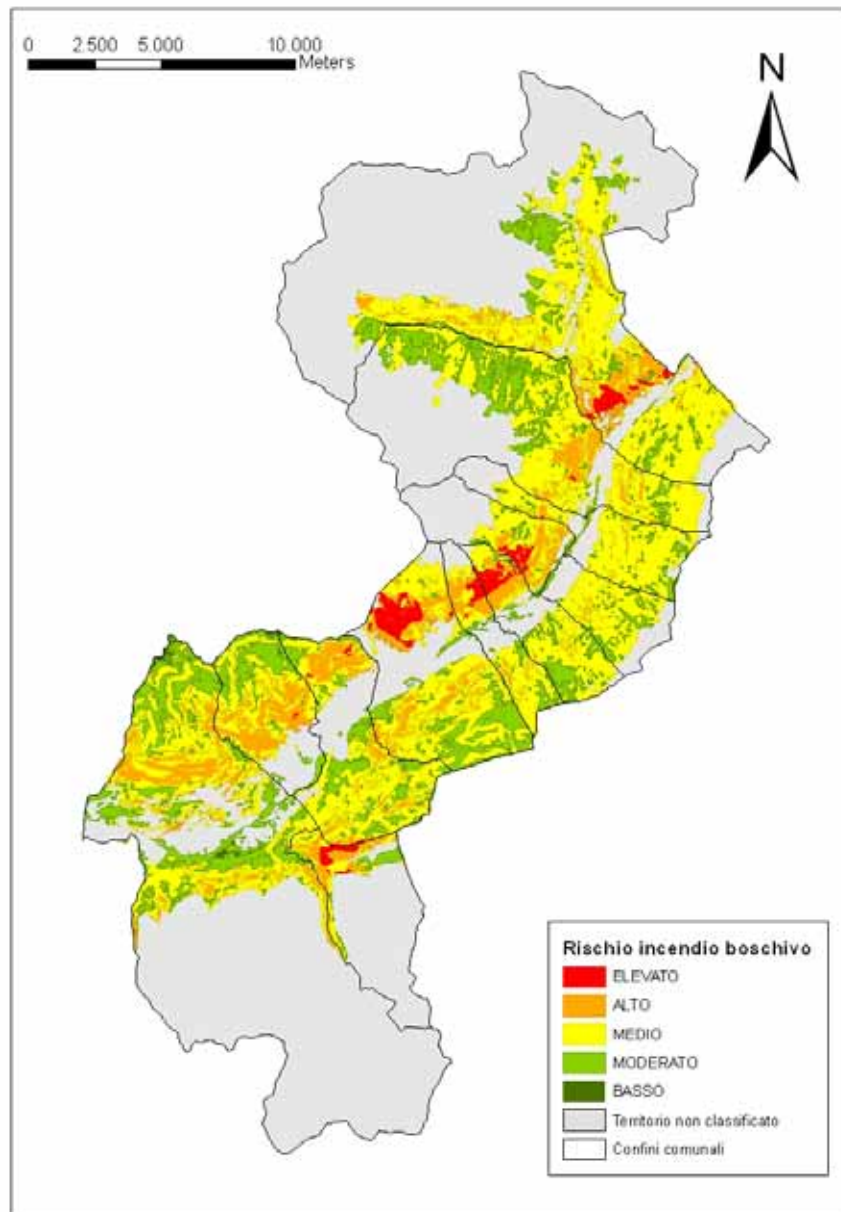 0 2.500 5.000 10.000
Meters
N
Rischio incendio boschivo
ELEVATO
ALTO
MEDIO
MODERATO
BASSO
Territorio non classificato
Confini comunali